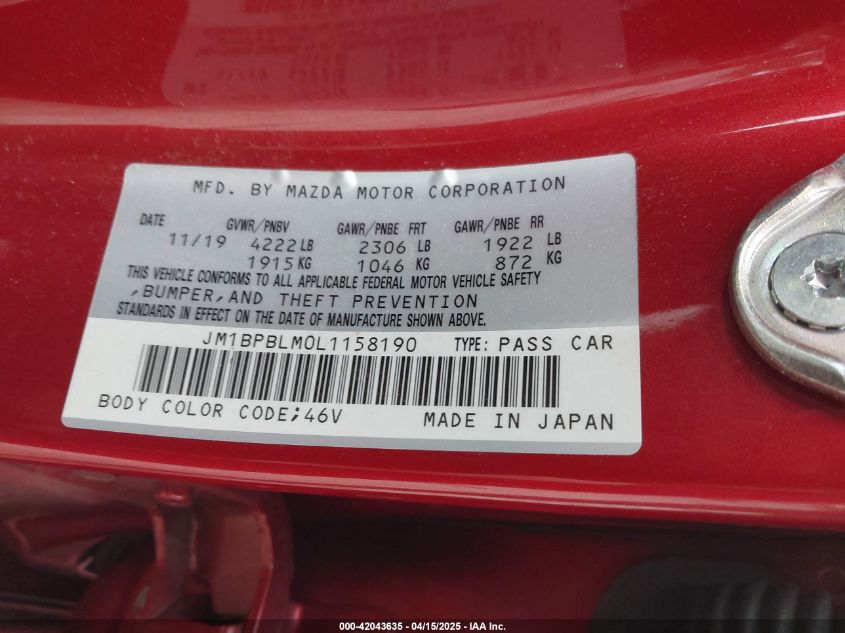 MFD. BY MAZDA MOTOR CORPORATION
DATE GVWR/PNBV GAWR/PNBE FRT GAWR/PNBE RR
11/19 4222 LB 2306 LB 1922 LB
1915 KG 1046 KG 872 KG
THIS VEHICLE CONFORMS TO ALL APPLICABLE FEDERAL MOTOR VEHICLE SAFETY
,BUMPER,AND THEFT PREVENTION
STANDARDS IN EFFECT ON THE DATE OF MANUFACTURE SHOWN ABOVE.
JM1BPBLM0L1158190 TYPE: PASS CAR
BODY COLOR CODE;46V MADE IN JAPAN
000-42043635 - 04/15/2025 - IAA Inc.